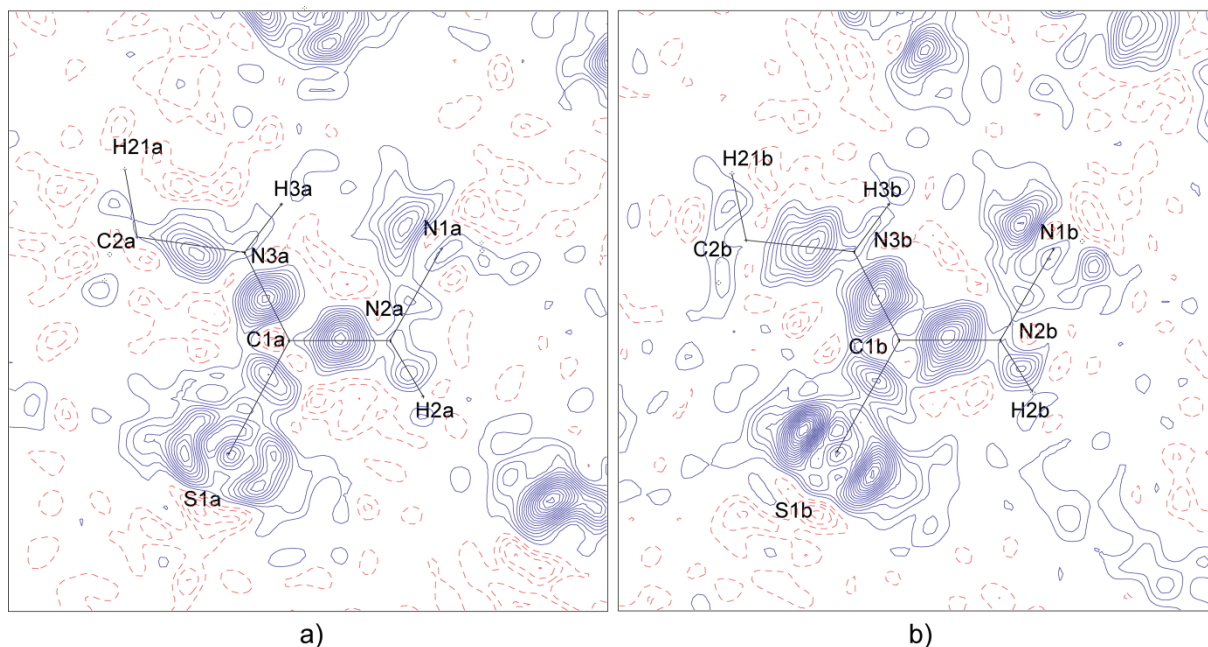 H21a
H3a
C2a
N3a
N1a
N2a
C1a
H2a
S1a
a)
H21b
H3b
C2b
N3b
N1b
N2b
C1b
H2b
S1b
b)